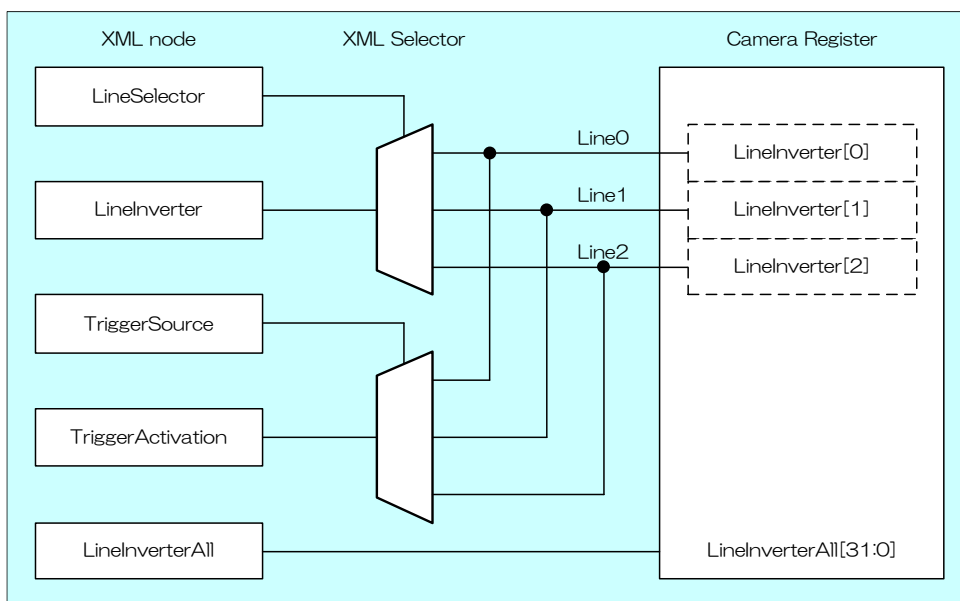 XML node
XML Selector
Camera Register
LineSelector
LineInverter
TriggerSource
TriggerActivation
LineInverterAll
Line0
Line1
Line2
LineInverter[0]
LineInverter[1]
LineInverter[2]
LineInverterAll[31:0]